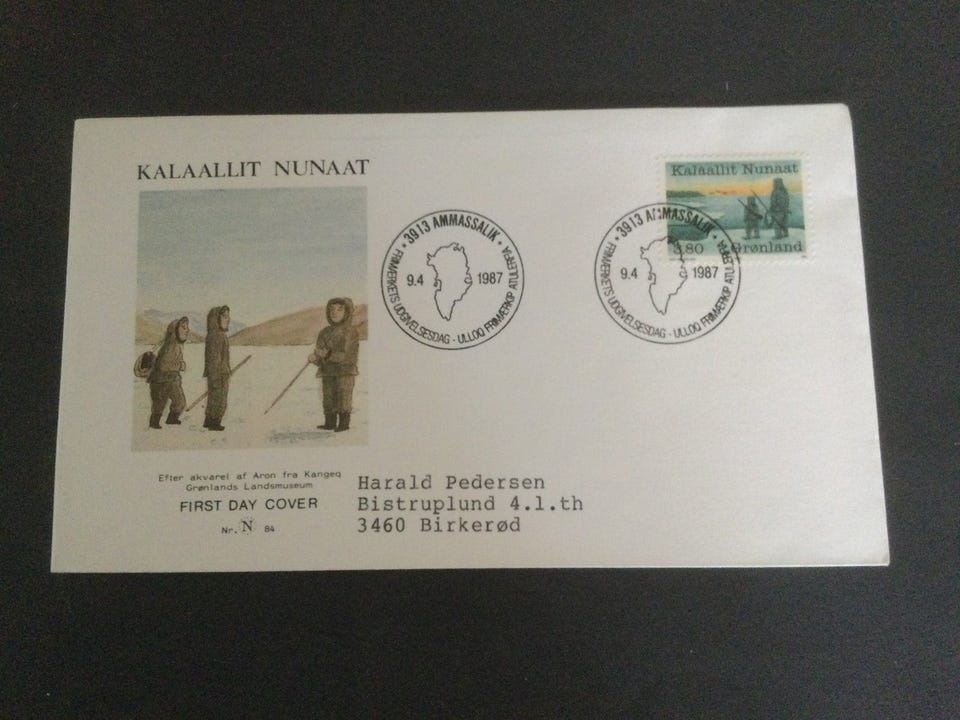 KALAALLIT NUNAAT
Kalaallit Nunaat
3.80 Grønland
3913 AMMASSALIK
9.4 1987
FRIMÆRKETS UDGIVELSESDAG - ULLOQ FRIMÆRKIP ATULERFIA
3913 AMMASSALIK
9.4 1987
FRIMÆRKETS UDGIVELSESDAG - ULLOQ FRIMÆRKIP ATULERFIA
Efter akvarel af Aron fra Kangeq
Grønlands Landsmuseum
FIRST DAY COVER
Nr. N 84
Harald Pedersen
Bistruplund 4.1.th
3460 Birkerød